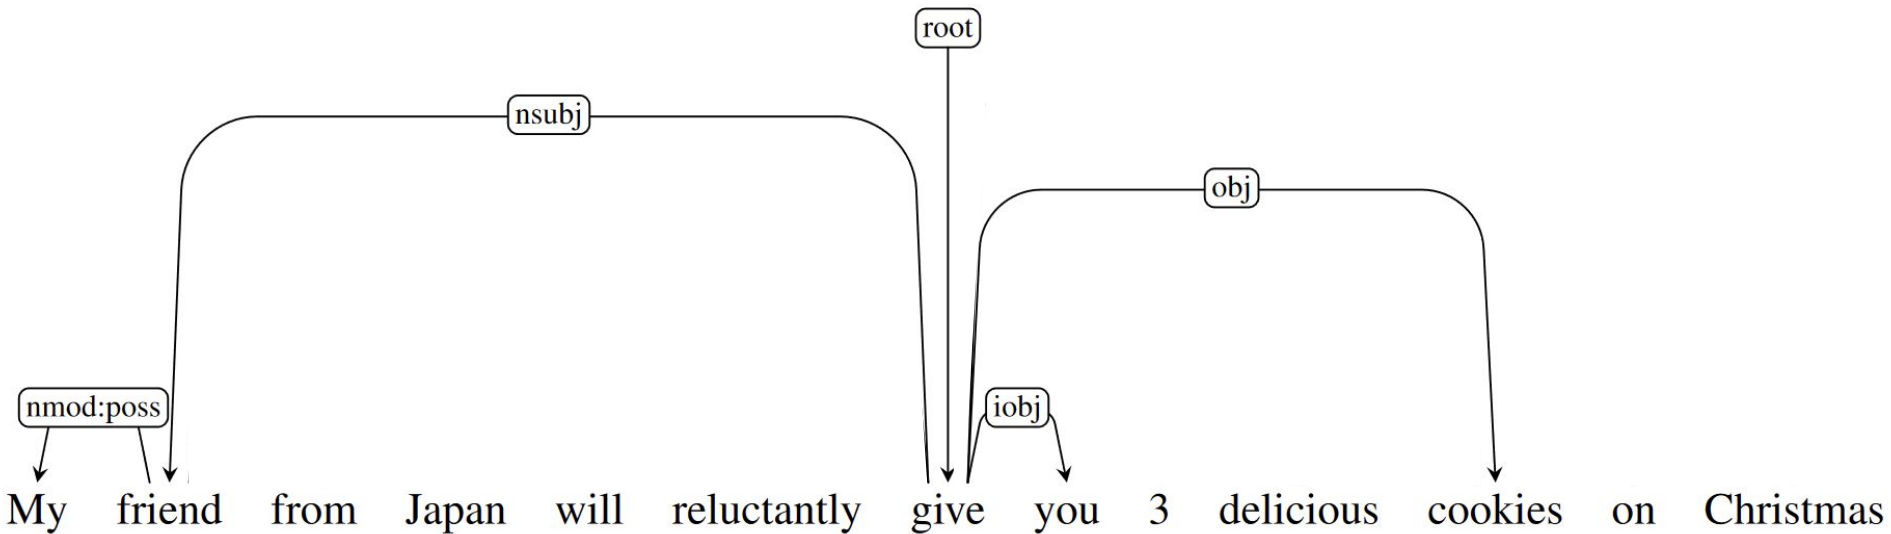 root
nsubj
obj
nmod:poss
iobj
My friend from Japan will reluctantly give you 3 delicious cookies on Christmas